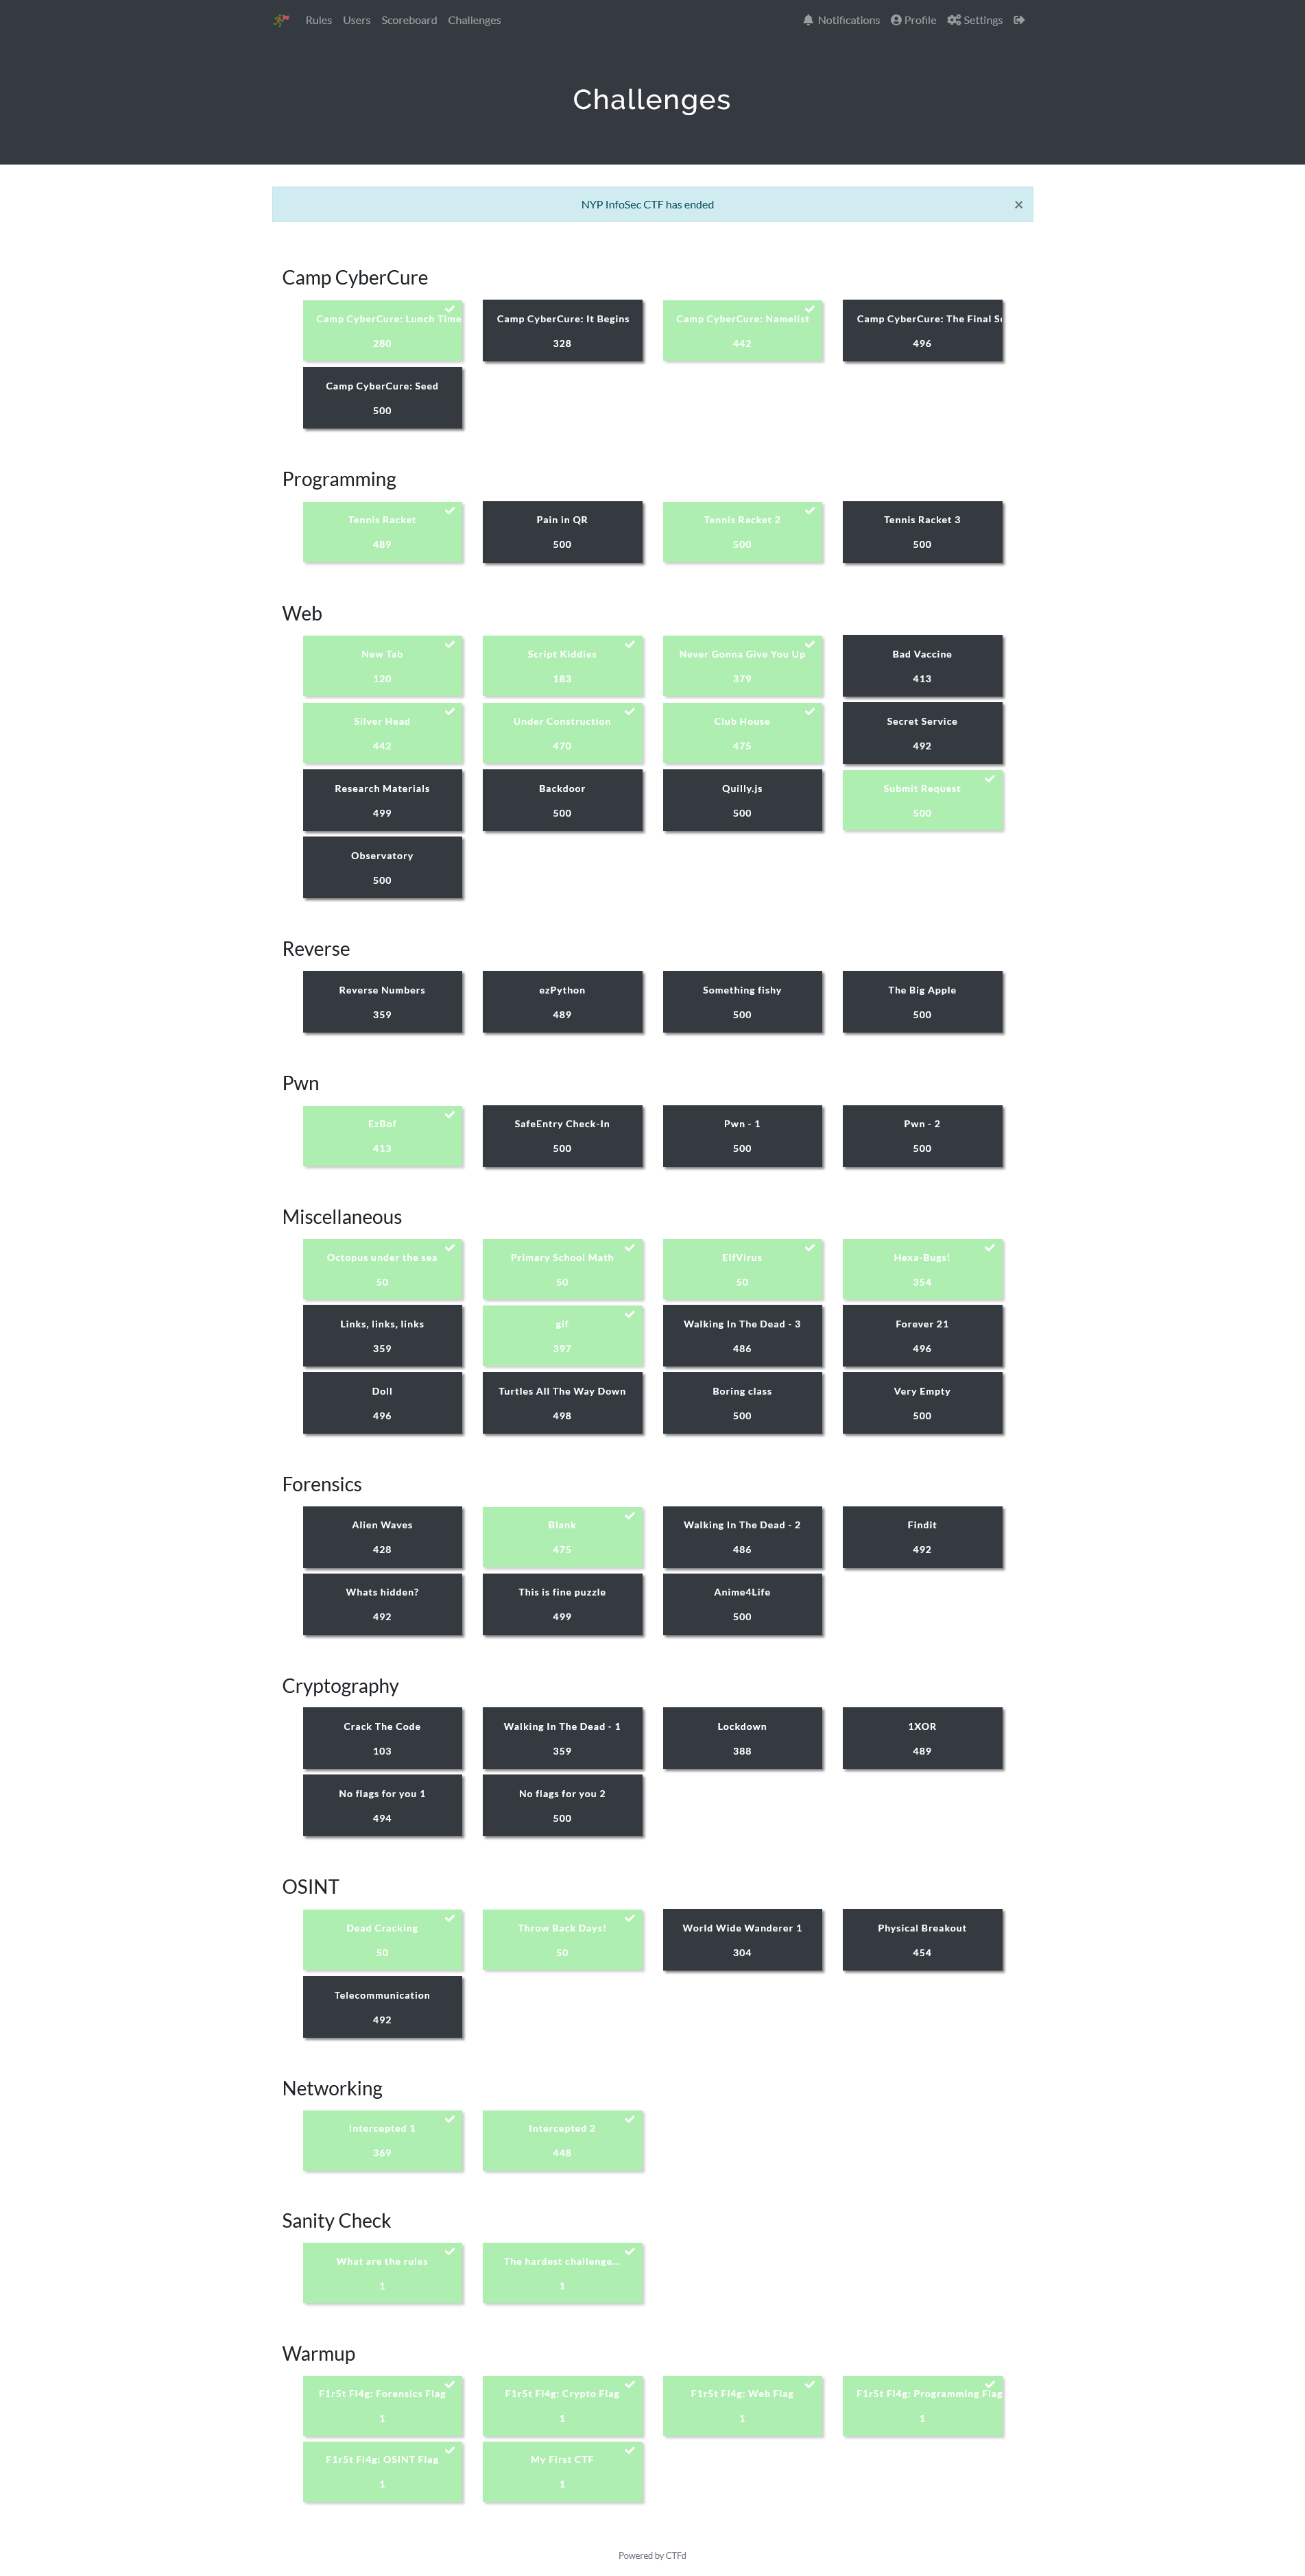 Rules Users Scoreboard Challenges Notifications Profile Settings
Challenges
NYP InfoSec CTF has ended ×
Camp CyberCure
Camp CyberCure: Lunch Time Camp CyberCure: It Begins Camp CyberCure: Namelist Camp CyberCure: The Final Se
280 328 442 496
Camp CyberCure: Seed
500
Programming
Tennis Racket Pain in QR Tennis Racket 2 Tennis Racket 3
489 500 500 500
Web
New Tab Script Kiddies Never Gonna Give You Up Bad Vaccine
120 183 379 413
Silver Head Under Construction Club House Secret Service
442 470 475 492
Research Materials Backdoor Quilly.js Submit Request
499 500 500 500
Observatory
500
Reverse
Reverse Numbers ezPython Something fishy The Big Apple
359 489 500 500
Pwn
EzBof SafeEntry Check-In Pwn - 1 Pwn - 2
413 500 500 500
Miscellaneous
Octopus under the sea Primary School Math ElfVirus Hexa-Bugs!
50 50 50 354
Links, links, links gif Walking In The Dead - 3 Forever 21
359 397 486 496
Doll Turtles All The Way Down Boring class Very Empty
496 498 500 500
Forensics
Alien Waves Blank Walking In The Dead - 2 Findit
428 475 486 492
Whats hidden? This is fine puzzle Anime4Life
492 499 500
Cryptography
Crack The Code Walking In The Dead - 1 Lockdown 1XOR
103 359 388 489
No flags for you 1 No flags for you 2
494 500
OSINT
Dead Cracking Throw Back Days! World Wide Wanderer 1 Physical Breakout
50 50 304 454
Telecommunication
492
Networking
Intercepted 1 Intercepted 2
369 448
Sanity Check
What are the rules The hardest challenge...
1 1
Warmup
F1r5t Fl4g: Forensics Flag F1r5t Fl4g: Crypto Flag F1r5t Fl4g: Web Flag F1r5t Fl4g: Programming Flag
1 1 1 1
F1r5t Fl4g: OSINT Flag My First CTF
1 1
Powered by CTFd